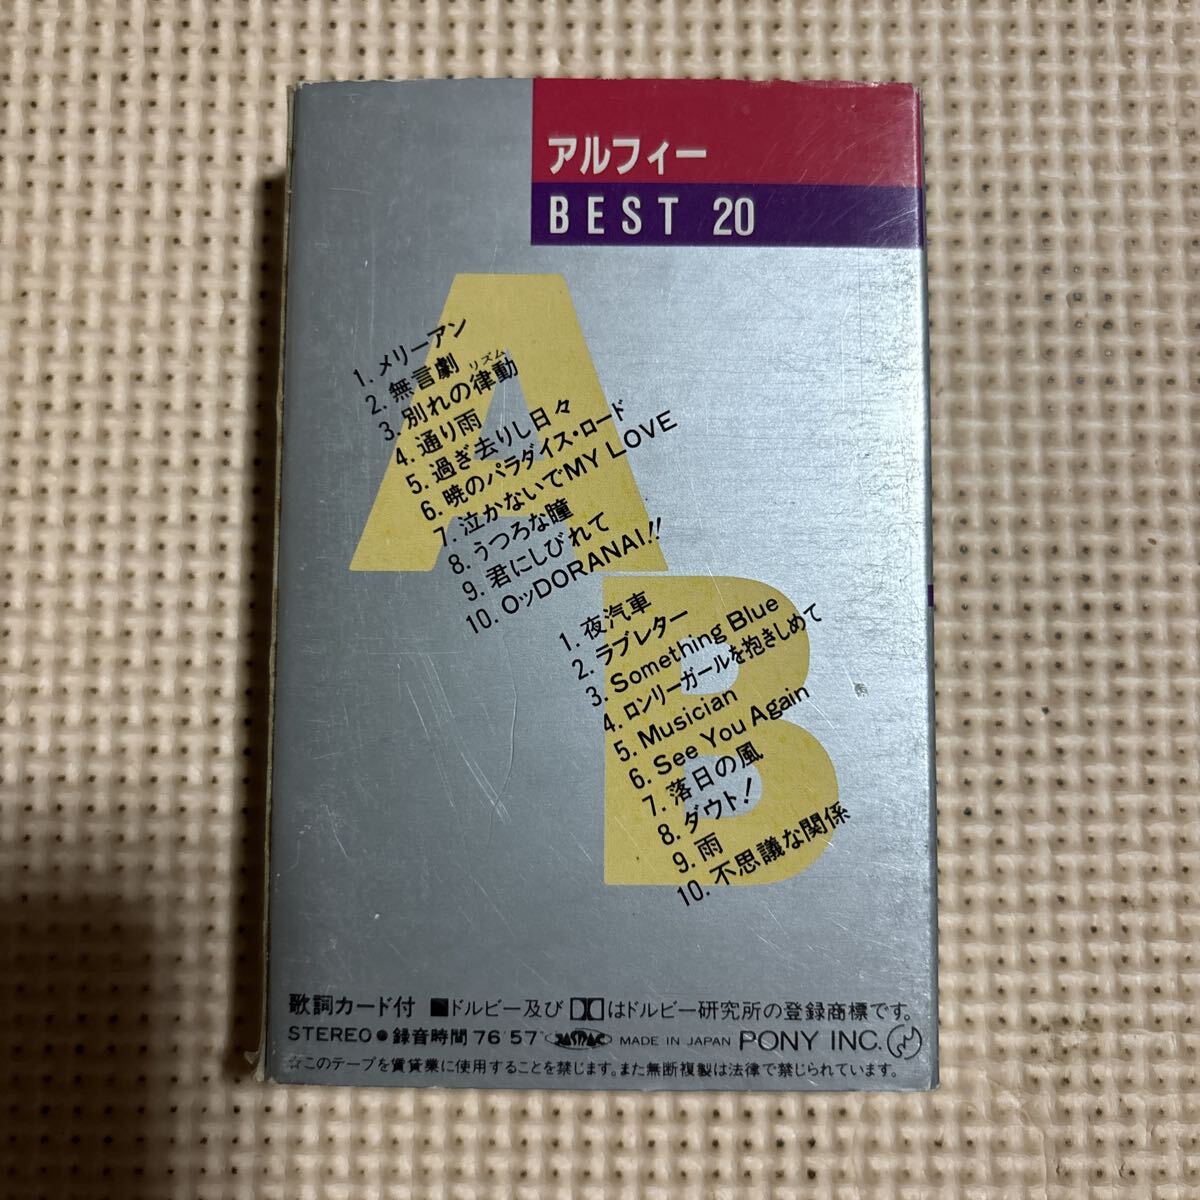 アルフィー
BEST 20
1. メリーアン
2. 無言劇
3. 別れの律動リズム
4. 通り雨
5. 過ぎ去りし日々
6. 暁のパラダイス・ロード
7. 泣かないでMY LOVE
8. うつろな瞳
9. 君にしびれて
10. OッDORANAI!!
1. 夜汽車
2. ラブレター
3. Something Blue
4. ロンリーガールを抱きしめて
5. Musician
6. See You Again
7. 落日の風
8. ダウト!
9. 雨
10. 不思議な関係
歌詞カード付 ■ドルビー及びはドルビー研究所の登録商標です。
STEREO●録音時間76′57″ JASRAC MADE IN JAPAN PONY INC.
☆このテープを賃貸業に使用することを禁じます。また無断複製は法律で禁じられています。